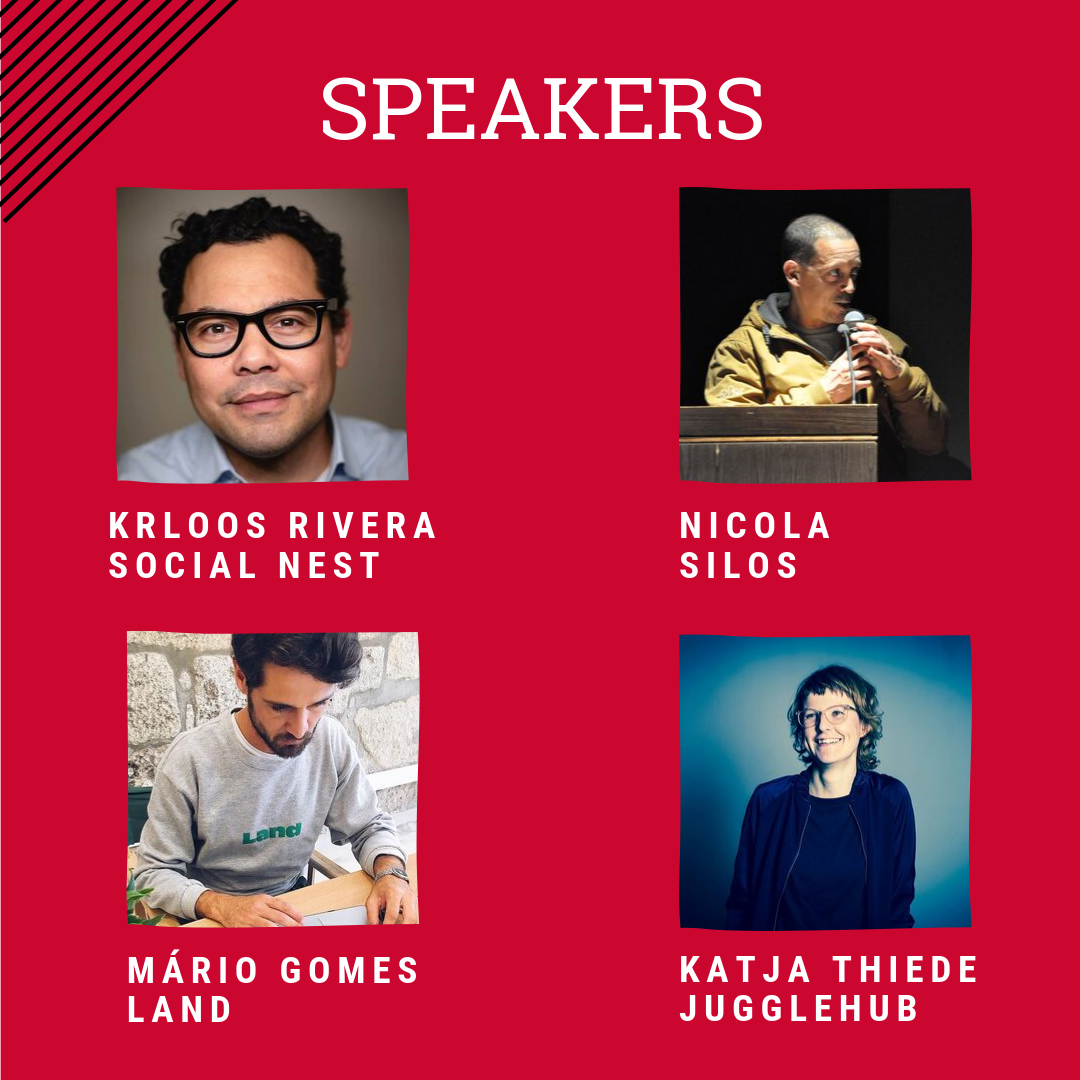 SPEAKERS
KRLOOS RIVERA
SOCIAL NEST
NICOLA
SILOS
Land
MÁRIO GOMES
LAND
KATJA THIEDE
JUGGLEHUB